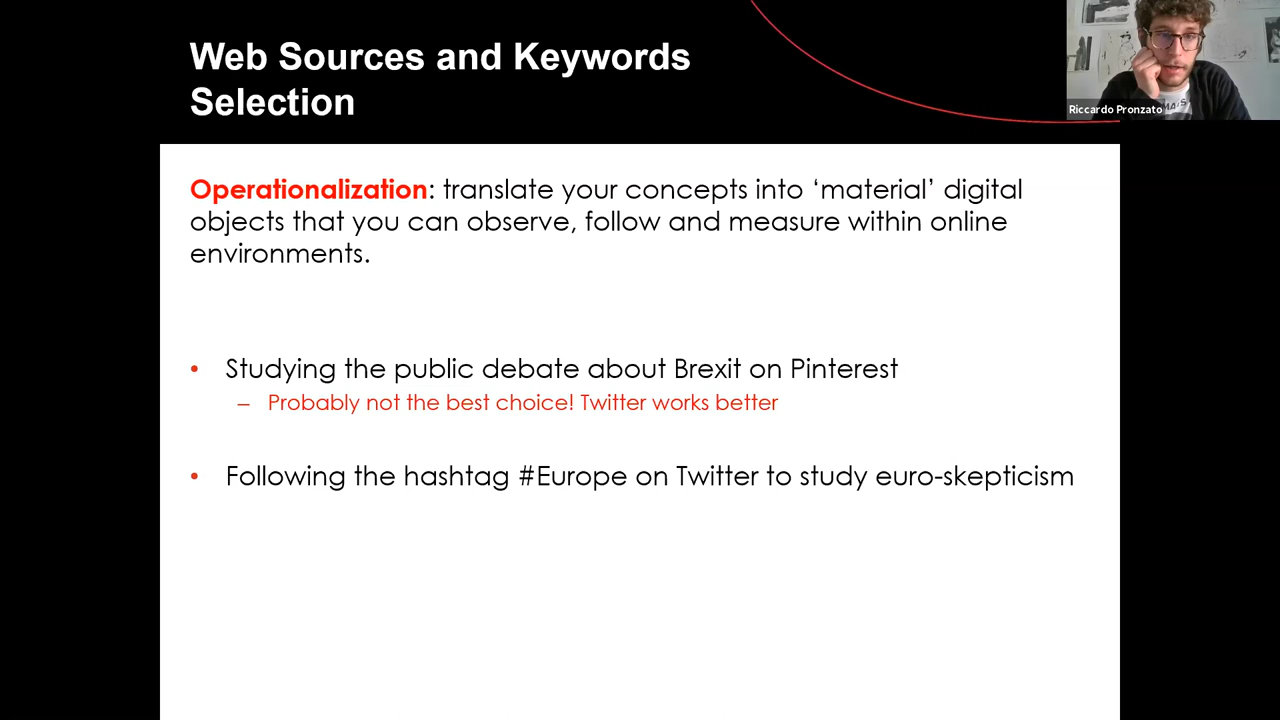 Web Sources and Keywords
Selection
Riccardo Pronzato
Operationalization: translate your concepts into ‘material’ digital
objects that you can observe, follow and measure within online
environments.
• Studying the public debate about Brexit on Pinterest
– Probably not the best choice! Twitter works better
• Following the hashtag #Europe on Twitter to study euro-skepticism